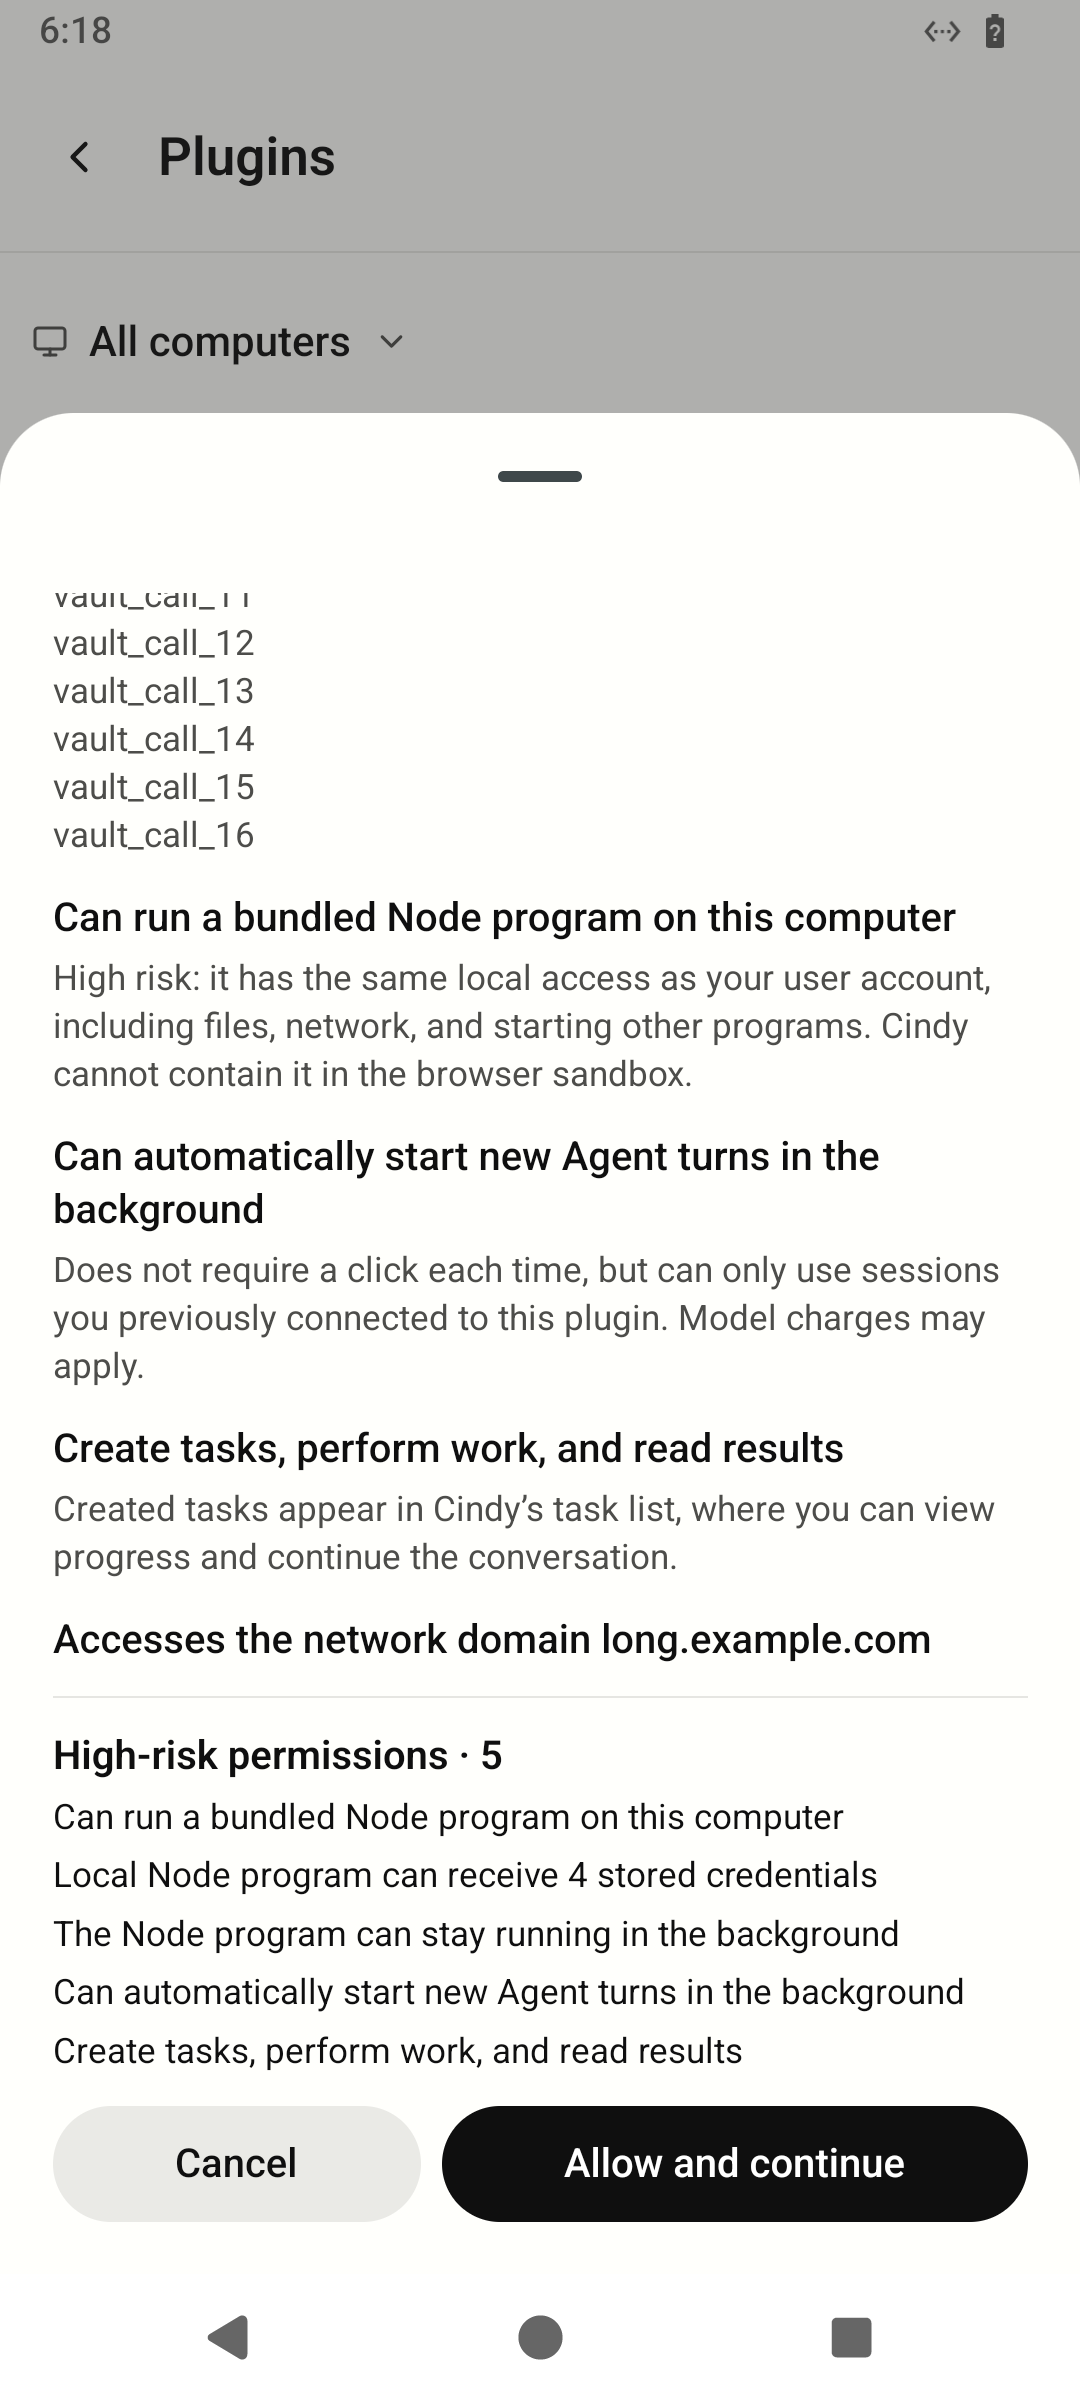 6:18
Plugins
All computers
vault_call_11
vault_call_12
vault_call_13
vault_call_14
vault_call_15
vault_call_16
Can run a bundled Node program on this computer
High risk: it has the same local access as your user account,
including files, network, and starting other programs. Cindy
cannot contain it in the browser sandbox.
Can automatically start new Agent turns in the
background
Does not require a click each time, but can only use sessions
you previously connected to this plugin. Model charges may
apply.
Create tasks, perform work, and read results
Created tasks appear in Cindy’s task list, where you can view
progress and continue the conversation.
Accesses the network domain long.example.com
High-risk permissions · 5
Can run a bundled Node program on this computer
Local Node program can receive 4 stored credentials
The Node program can stay running in the background
Can automatically start new Agent turns in the background
Create tasks, perform work, and read results
Cancel
Allow and continue